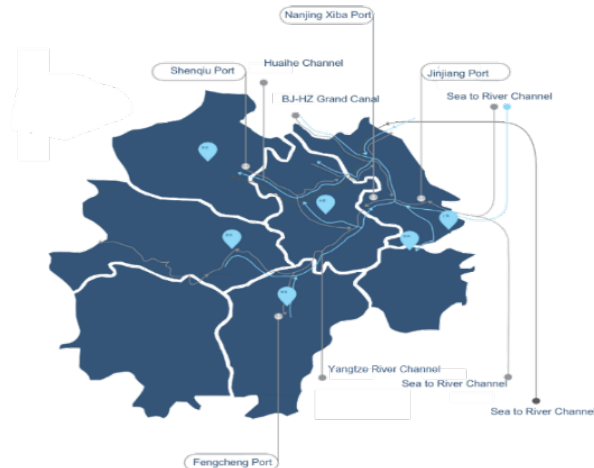 Nanjing Xiba Port
Huaihe Channel
Shenqiu Port
Jinjiang Port
BJ-HZ Grand Canal
Sea to River Channel
Yangtze River Channel
Sea to River Channel
Sea to River Channel
Fengcheng Port